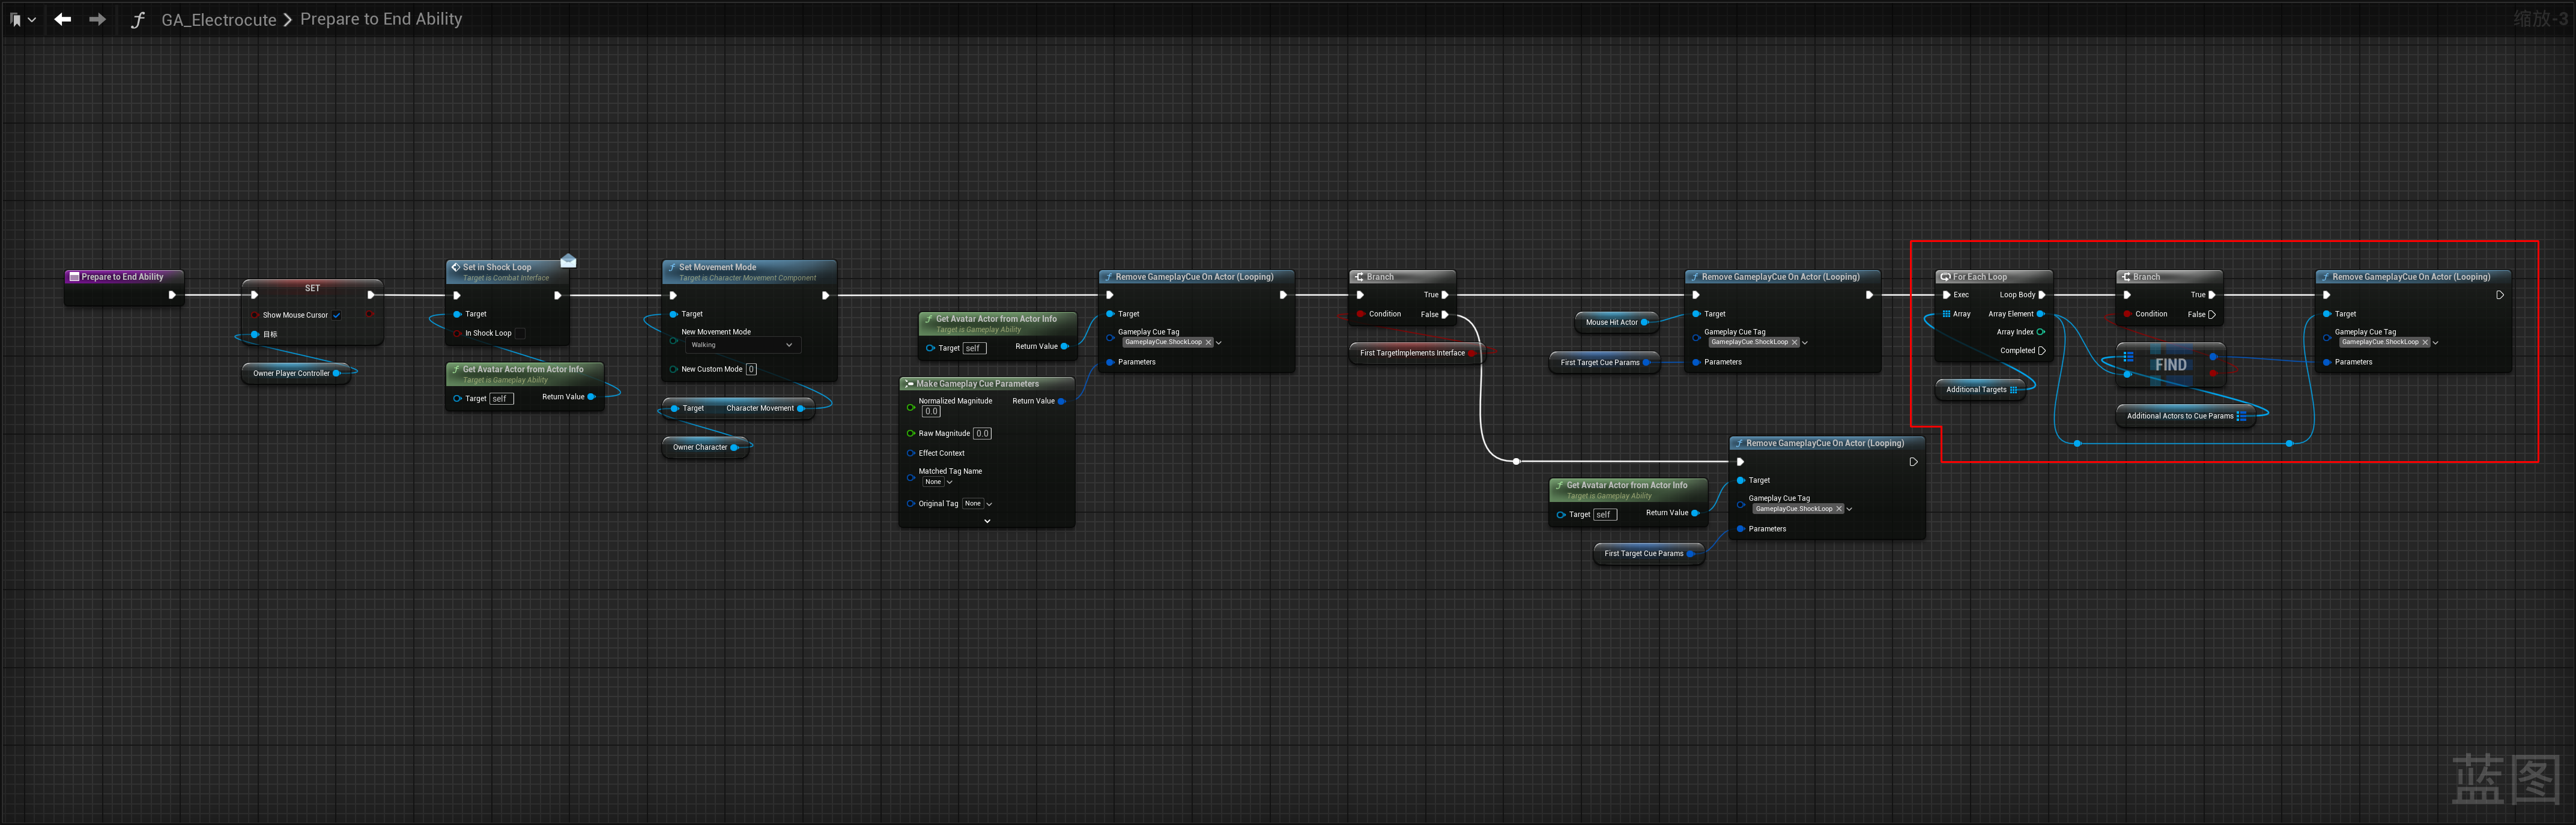 GA_Electrocute > Prepare to End Ability
缩放-3
Prepare to End Ability
SET
Show Mouse Cursor
目标
Owner Player Controller
Set in Shock Loop
Target is Combat Interface
Target
In Shock Loop
Get Avatar Actor from Actor Info
Target is Gameplay Ability
Target self
Return Value
Set Movement Mode
Target is Character Movement Component
Target
New Movement Mode
Walking
New Custom Mode 0
Target Character Movement
Owner Character
Get Avatar Actor from Actor Info
Target is Gameplay Ability
Target self
Return Value
Make Gameplay Cue Parameters
Normalized Magnitude
0.0
Return Value
Raw Magnitude 0.0
Effect Context
Matched Tag Name
None
Original Tag None
Remove GameplayCue On Actor (Looping)
Target
Gameplay Cue Tag
GameplayCue.ShockLoop
Parameters
Branch
True
Condition False
First TargetImplements Interface
Mouse Hit Actor
First Target Cue Params
Remove GameplayCue On Actor (Looping)
Target
Gameplay Cue Tag
GameplayCue.ShockLoop
Parameters
Get Avatar Actor from Actor Info
Target is Gameplay Ability
Target self
Return Value
First Target Cue Params
Remove GameplayCue On Actor (Looping)
Target
Gameplay Cue Tag
GameplayCue.ShockLoop
Parameters
For Each Loop
Exec Loop Body
Array Array Element
Array Index
Completed
Additional Targets
Branch
True
Condition False
FIND
Additional Actors to Cue Params
Remove GameplayCue On Actor (Looping)
Target
Gameplay Cue Tag
GameplayCue.ShockLoop
Parameters
蓝图